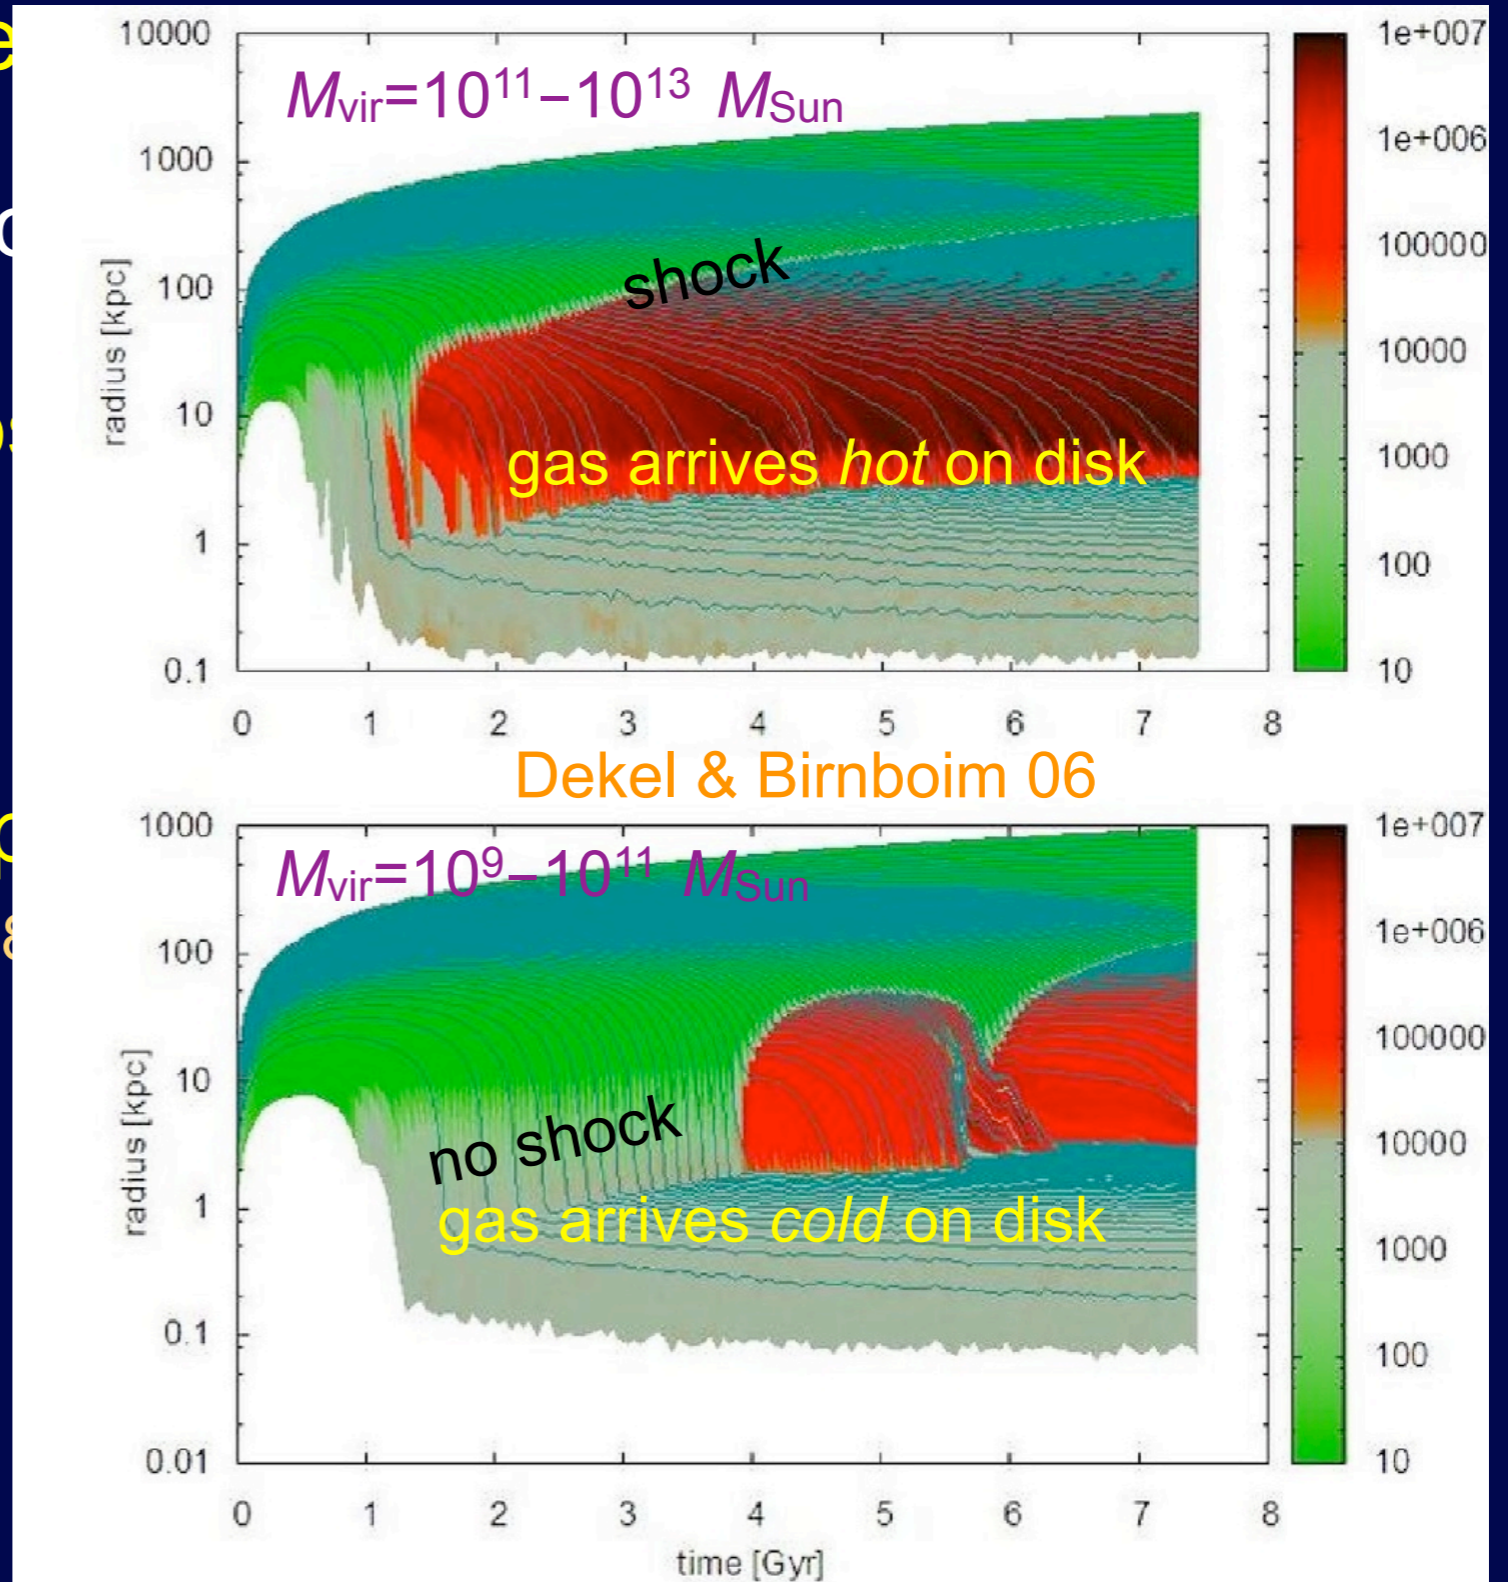 10000
1000
100
10
1
0.1
radius [kpc]
M_vir=10¹¹–10¹³ M_Sun
shock
gas arrives hot on disk
0 1 2 3 4 5 6 7 8
1e+007
1e+006
100000
10000
1000
100
10
Dekel & Birnboim 06
1000
100
10
1
0.1
0.01
radius [kpc]
M_vir=10⁹–10¹¹ M_Sun
no shock
gas arrives cold on disk
0 1 2 3 4 5 6 7 8
time [Gyr]
1e+007
1e+006
100000
10000
1000
100
10